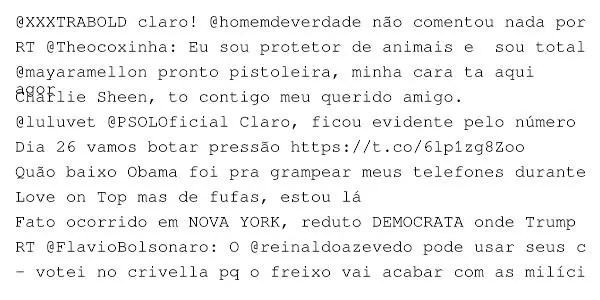 @XXXTRABOLD claro! @homemdeverdade não comentou nada por
RT @Theocoxinha: Eu sou protetor de animais e  sou total
@mayaramellon pronto pistoleira, minha cara ta aqui
agor
Charlie Sheen, to contigo meu querido amigo.
@luluvet @PSOLOficial Claro, ficou evidente pelo número
Dia 26 vamos botar pressão https://t.co/6lp1zg8Zoo
Quão baixo Obama foi pra grampear meus telefones durante
Love on Top mas de fufas, estou lá
Fato ocorrido em NOVA YORK, reduto DEMOCRATA onde Trump
RT @FlavioBolsonaro: O @reinaldoazevedo pode usar seus c
- votei no crivella pq o freixo vai acabar com as milíci